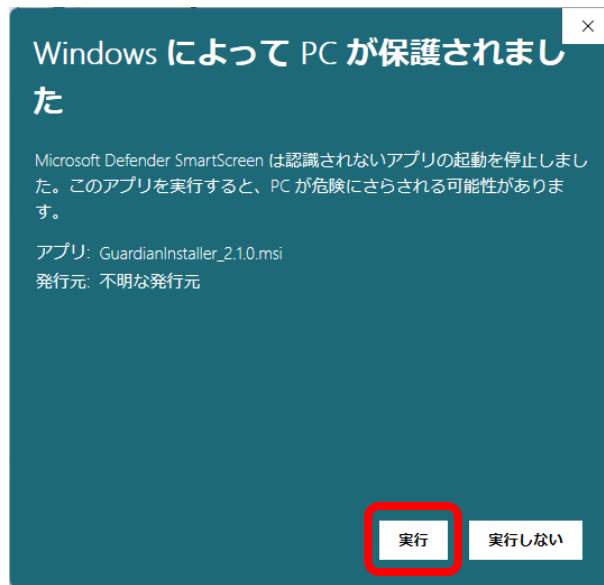 Windows によって PC が保護されまし
た
Microsoft Defender SmartScreen は認識されないアプリの起動を停止しまし
た。このアプリを実行すると、PC が危険にさらされる可能性がありま
す。
アプリ: GuardianInstaller_2.1.0.msi
発行元: 不明な発行元
実行 実行しない